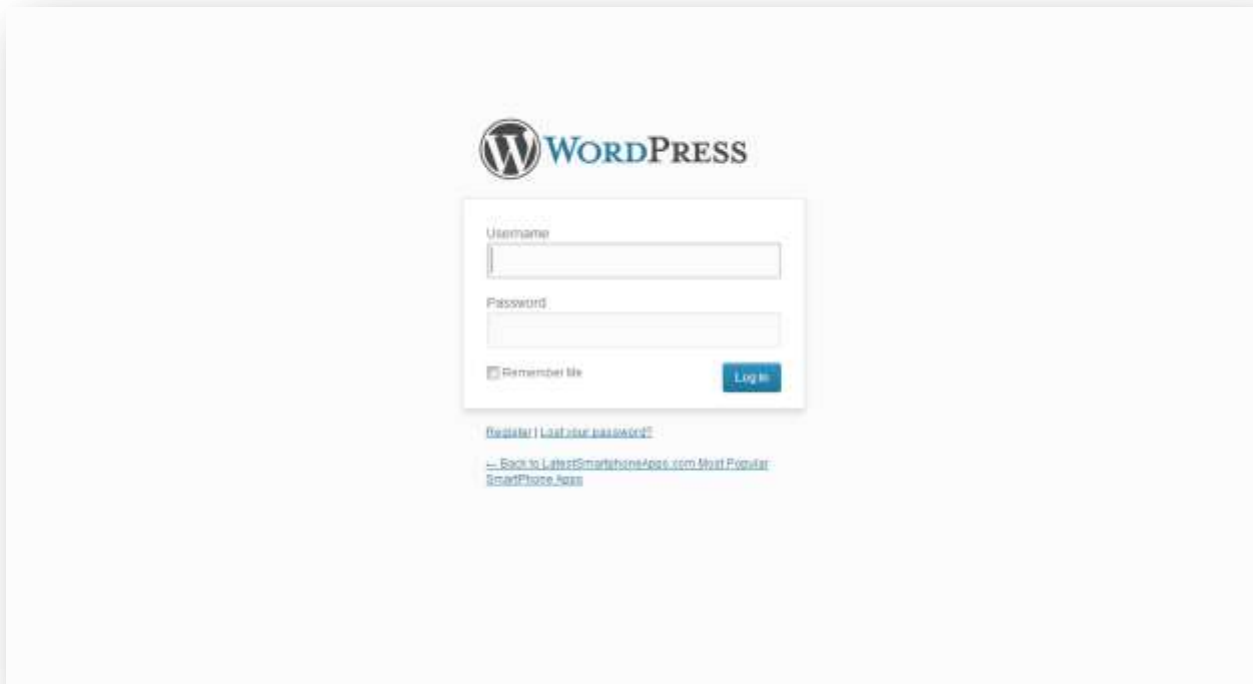 WORDPRESS
Username
Password
Remember Me
Log In
Register | Lost your password?
← Back to LatestSmartphoneApps.com Most Popular
SmartPhone Apps